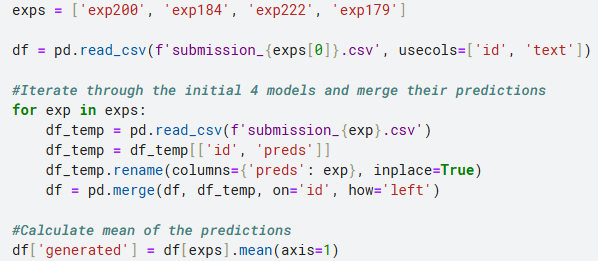 exps = ['exp200', 'exp184', 'exp222', 'exp179']
df = pd.read_csv(f'submission_{exps[0]}.csv', usecols=['id', 'text'])
#Iterate through the initial 4 models and merge their predictions
for exp in exps:
    df_temp = pd.read_csv(f'submission_{exp}.csv')
    df_temp = df_temp[['id', 'preds']]
    df_temp.rename(columns={'preds': exp}, inplace=True)
    df = pd.merge(df, df_temp, on='id', how='left')
#Calculate mean of the predictions
df['generated'] = df[exps].mean(axis=1)